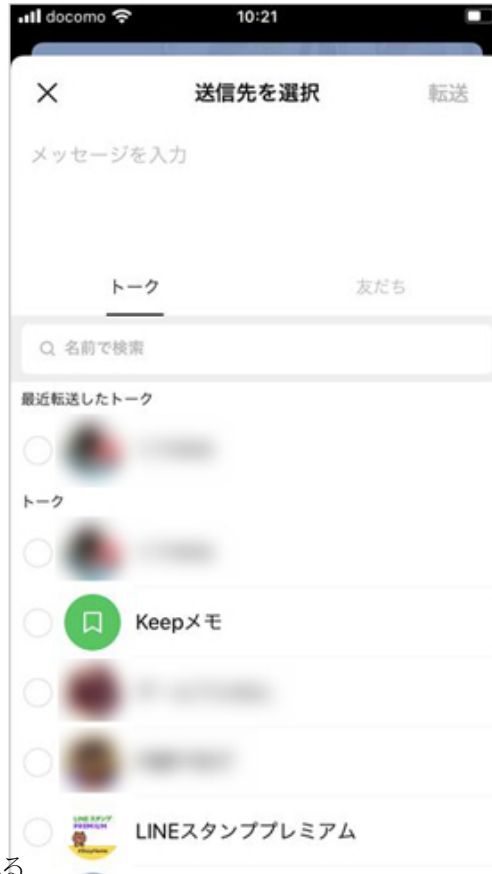 docomo 10:21
送信先を選択 転送
メッセージを入力
トーク 友だち
名前で検索
最近転送したトーク
トーク
Keepメモ
LINEスタンプ
PREMIUM
LINEスタンププレミアム
る